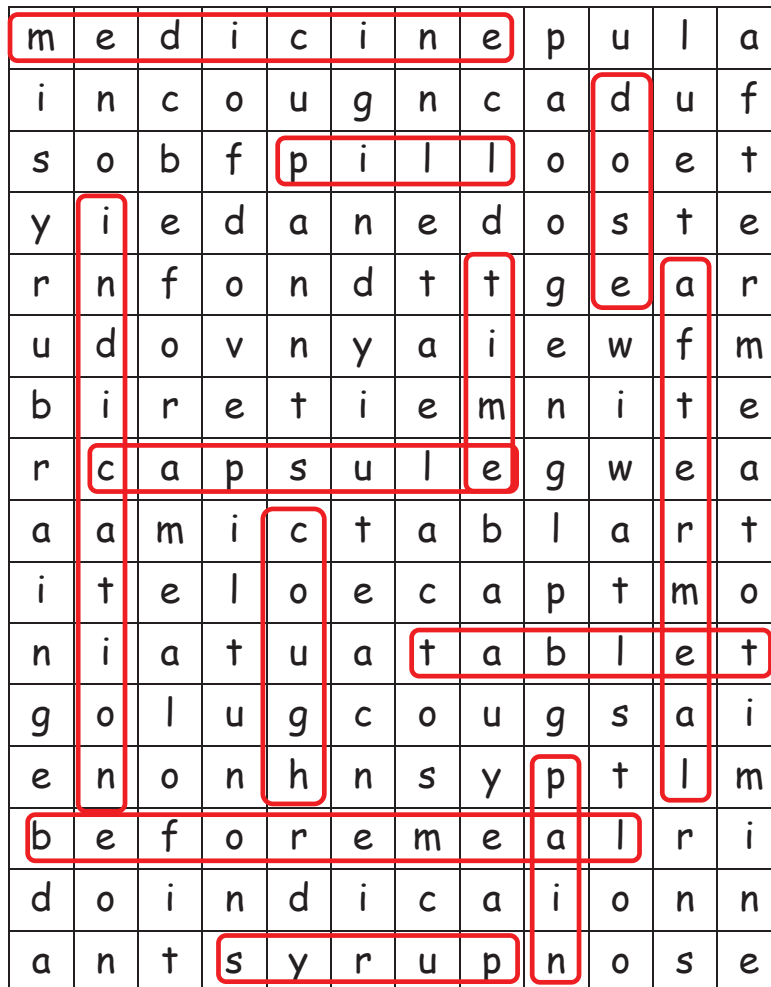 m e d i c i n e p u l a
i n c o u g n c a d u f
s o b f p i l l o o e t
y i e d a n e d o s t e
r n f o n d t t g e a r
u d o v n y a i e w f m
b i r e t i e m n i t e
r c a p s u l e g w e a
a a m i c t a b l a r t
i t e l o e c a p t m o
n i a t u a t a b l e t
g o l u g c o u g s a i
e n o n h n s y p t l m
b e f o r e m e a l r i
d o i n d i c a i o n n
a n t s y r u p n o s e